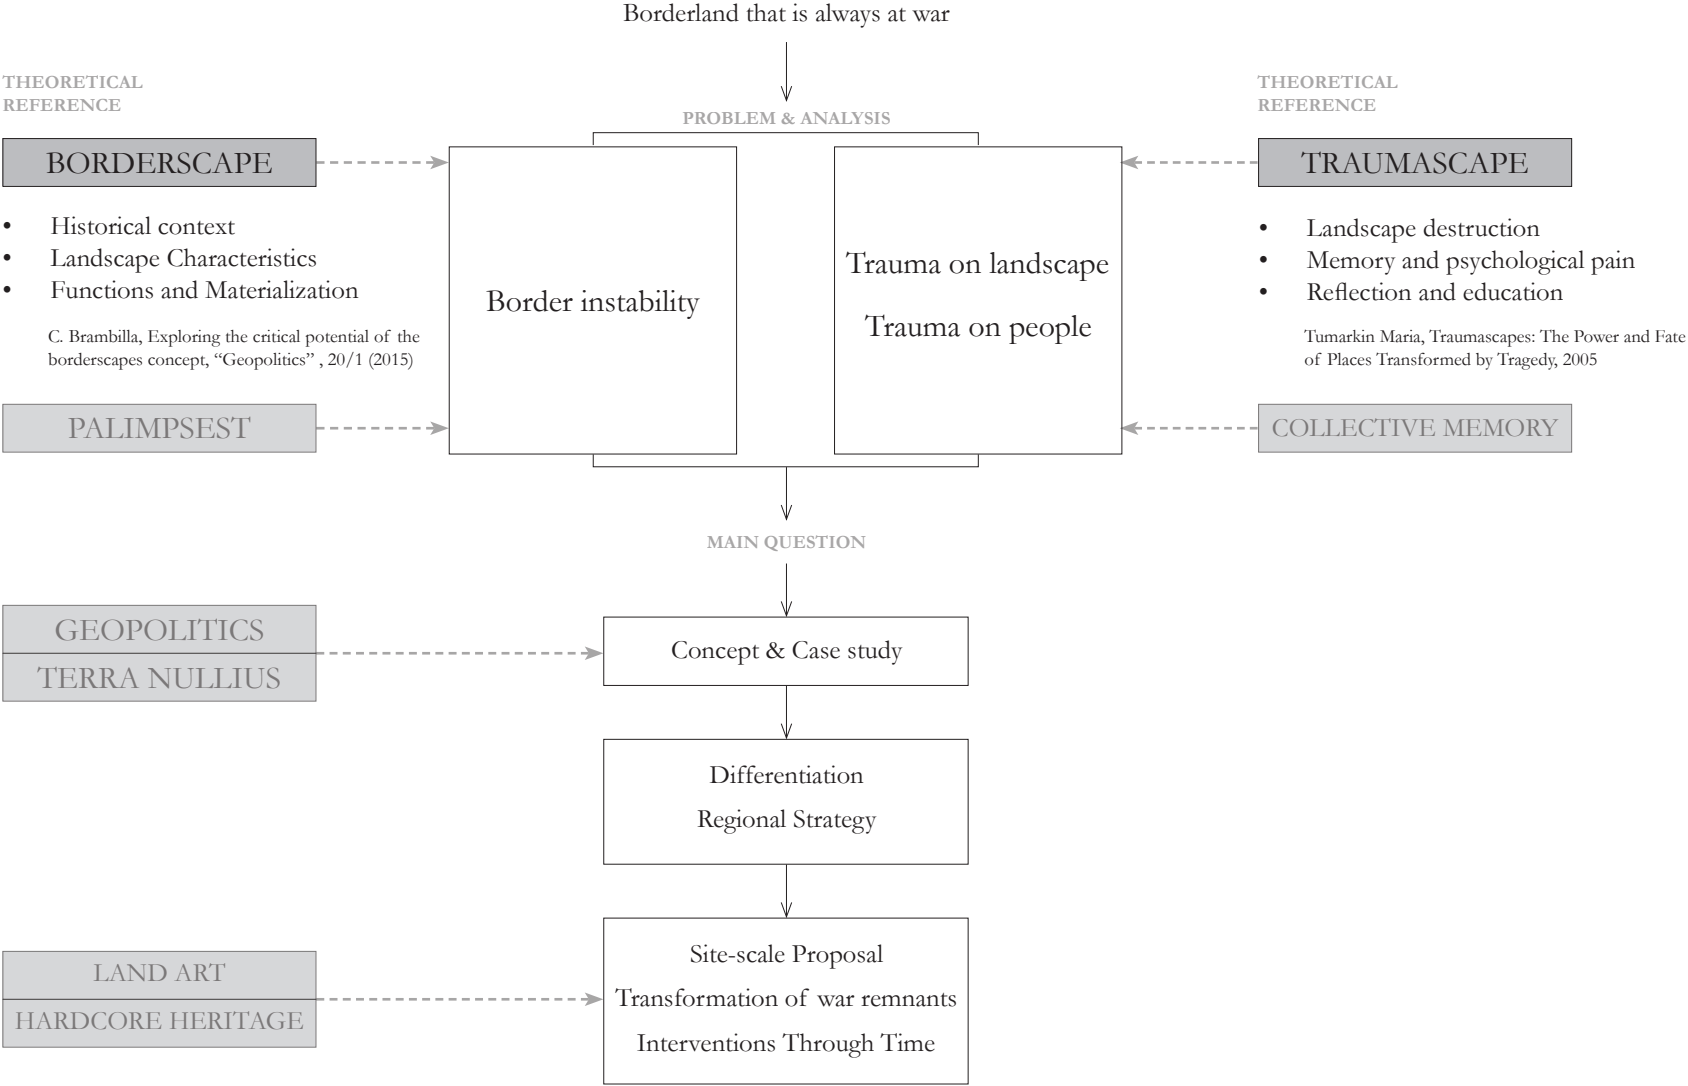 Borderland that is always at war
THEORETICAL
REFERENCE
PROBLEM & ANALYSIS
THEORETICAL
REFERENCE
BORDERSCAPE
• Historical context
• Landscape Characteristics
• Functions and Materialization
C. Brambilla, Exploring the critical potential of the
borderscapes concept, “Geopolitics” , 20/1 (2015)
PALIMPSEST
Border instability
Trauma on landscape
Trauma on people
TRAUMASCAPE
• Landscape destruction
• Memory and psychological pain
• Reflection and education
Tumarkin Maria, Traumascapes: The Power and Fate
of Places Transformed by Tragedy, 2005
COLLECTIVE MEMORY
MAIN QUESTION
GEOPOLITICS
TERRA NULLIUS
Concept & Case study
Differentiation
Regional Strategy
LAND ART
HARDCORE HERITAGE
Site-scale Proposal
Transformation of war remnants
Interventions Through Time